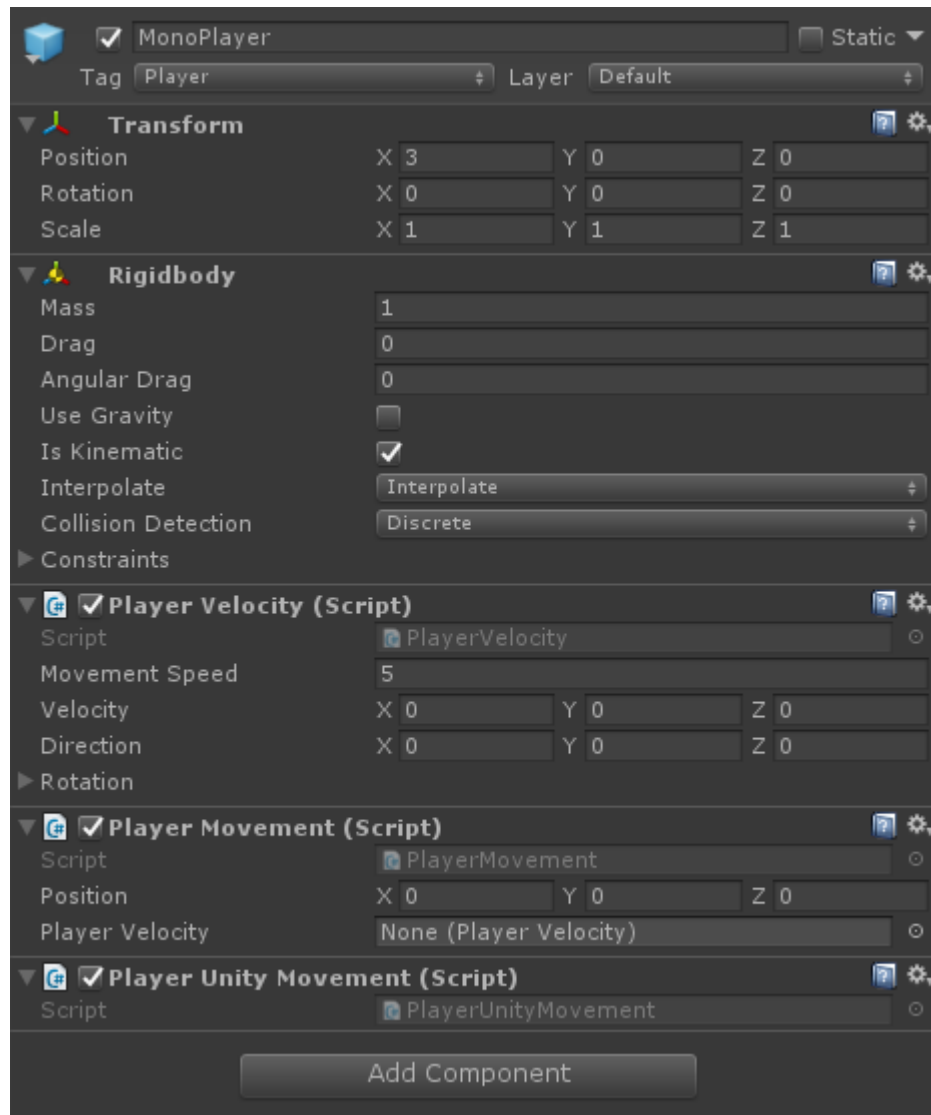 MonoPlayer Static
Tag Player Layer Default
Transform
Position X 3 Y 0 Z 0
Rotation X 0 Y 0 Z 0
Scale X 1 Y 1 Z 1
Rigidbody
Mass 1
Drag 0
Angular Drag 0
Use Gravity
Is Kinematic
Interpolate Interpolate
Collision Detection Discrete
Constraints
Player Velocity (Script)
Script PlayerVelocity
Movement Speed 5
Velocity X 0 Y 0 Z 0
Direction X 0 Y 0 Z 0
Rotation
Player Movement (Script)
Script PlayerMovement
Position X 0 Y 0 Z 0
Player Velocity None (Player Velocity)
Player Unity Movement (Script)
Script PlayerUnityMovement
Add Component